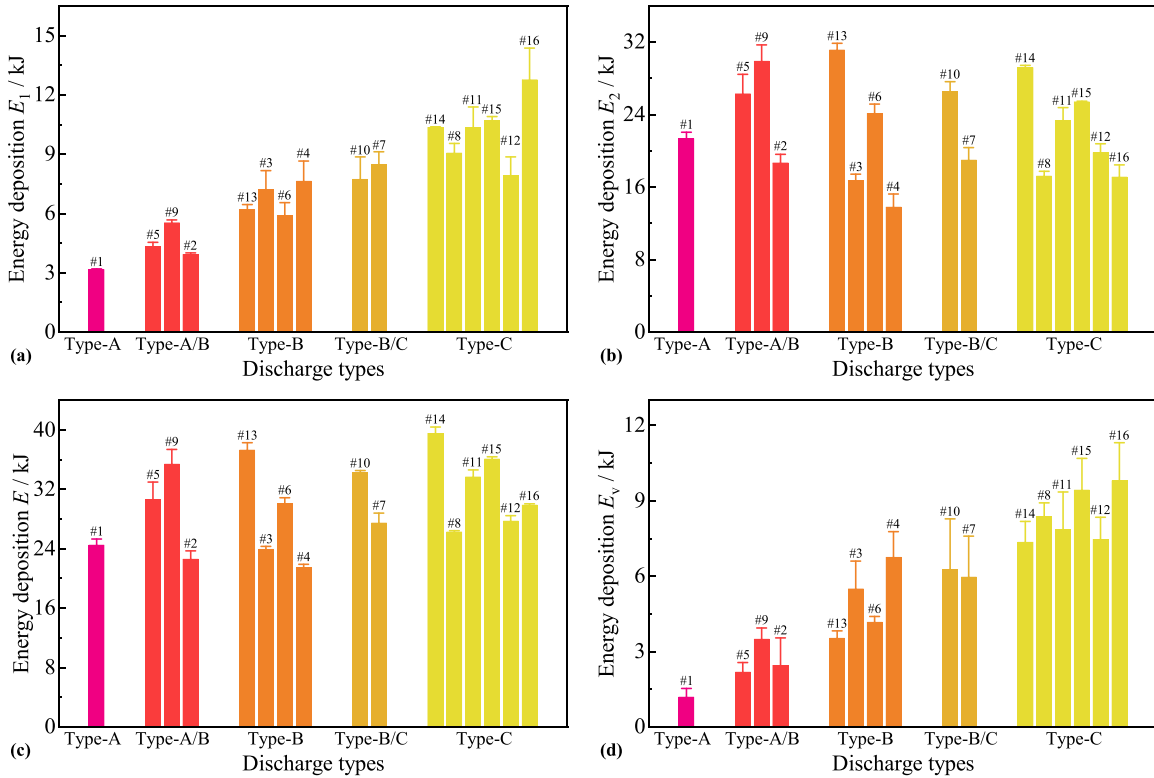 Energy deposition E1 / kJ
15
12
9
6
3
0
#1
#5
#9
#2
#13
#3
#6
#4
#10
#7
#14
#8
#11
#15
#12
#16
Type-A
Type-A/B
Type-B
Type-B/C
Type-C
(a)
Discharge types
Energy deposition E2 / kJ
32
24
16
8
0
#1
#5
#9
#2
#13
#3
#6
#4
#10
#7
#14
#8
#11
#15
#12
#16
Type-A
Type-A/B
Type-B
Type-B/C
Type-C
(b)
Discharge types
Energy deposition E / kJ
40
32
24
16
8
0
#1
#5
#9
#2
#13
#3
#6
#4
#10
#7
#14
#8
#11
#15
#12
#16
Type-A
Type-A/B
Type-B
Type-B/C
Type-C
(c)
Discharge types
Energy deposition Ev / kJ
12
9
6
3
0
#1
#5
#9
#2
#13
#3
#6
#4
#10
#7
#14
#8
#11
#15
#12
#16
Type-A
Type-A/B
Type-B
Type-B/C
Type-C
(d)
Discharge types